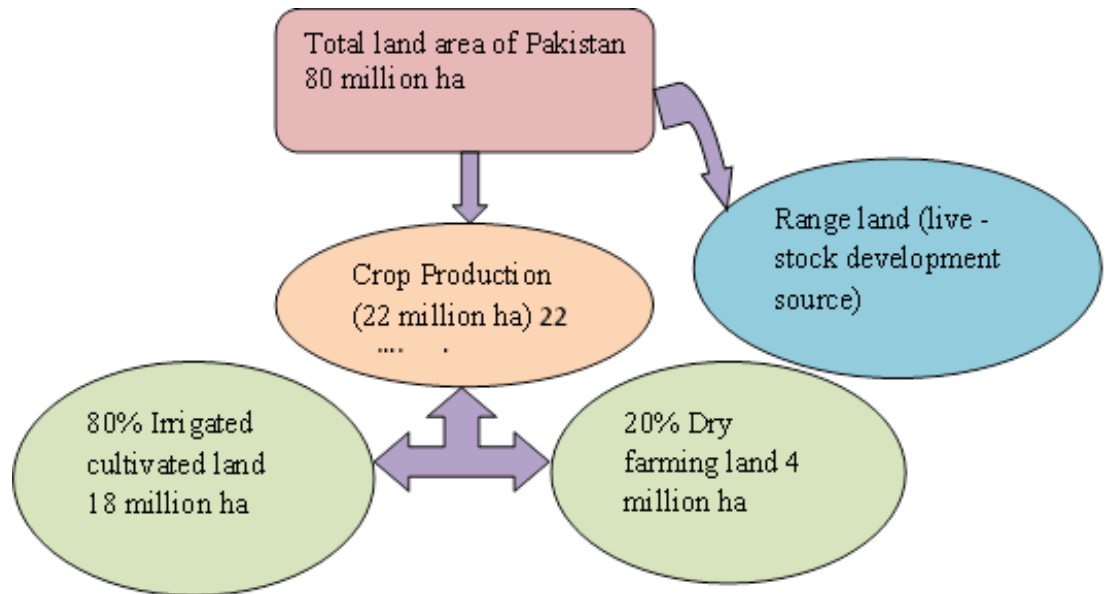 Total land area of Pakistan
80 million ha
Range land (live -
stock development
source)
Crop Production
(22 million ha) 22
80% Irrigated
cultivated land
18 million ha
20% Dry
farming land 4
million ha